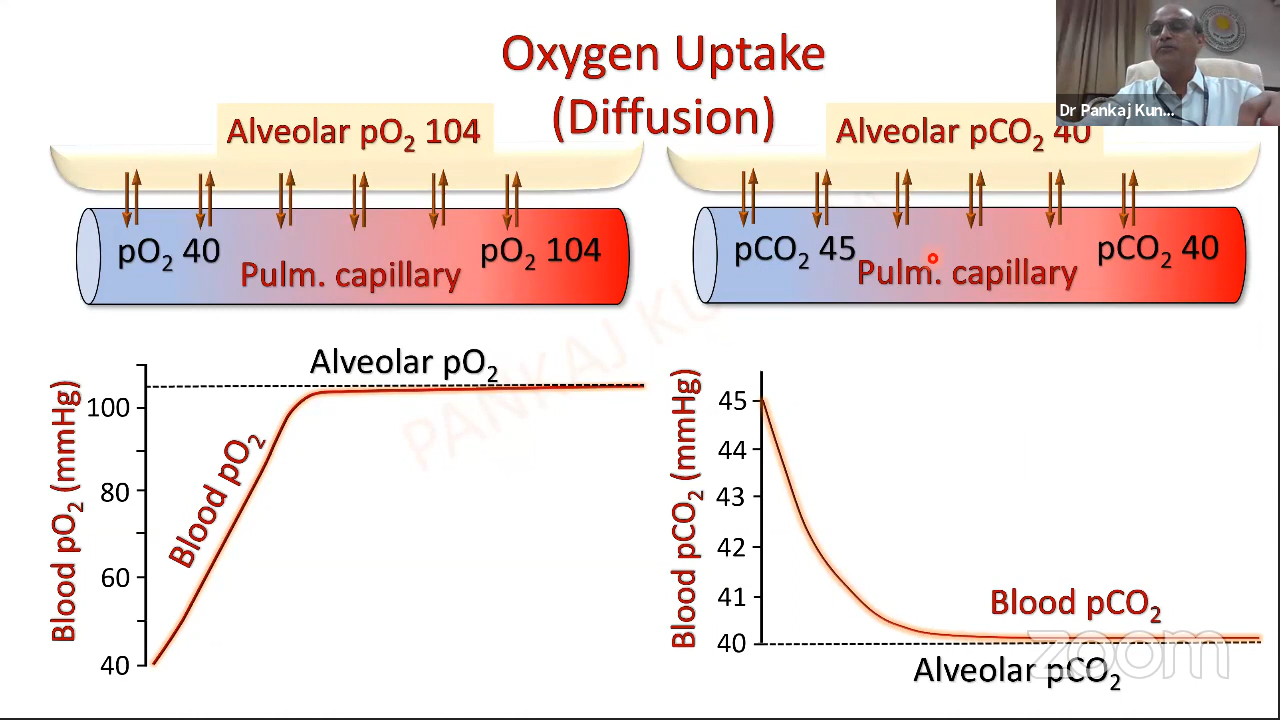 Oxygen Uptake
(Diffusion)
Dr Pankaj Kun...
Alveolar pO₂ 104
pO₂ 40
pO₂ 104
Pulm. capillary
Alveolar pCO₂ 40
pCO₂ 45
pCO₂ 40
Pulm. capillary
PANKAJ KU
Alveolar pO₂
Blood pO₂ (mmHg)
100
80
60
40
Blood pO₂
Blood pCO₂ (mmHg)
45
44
43
42
41
40
Blood pCO₂
Alveolar pCO₂
zoom